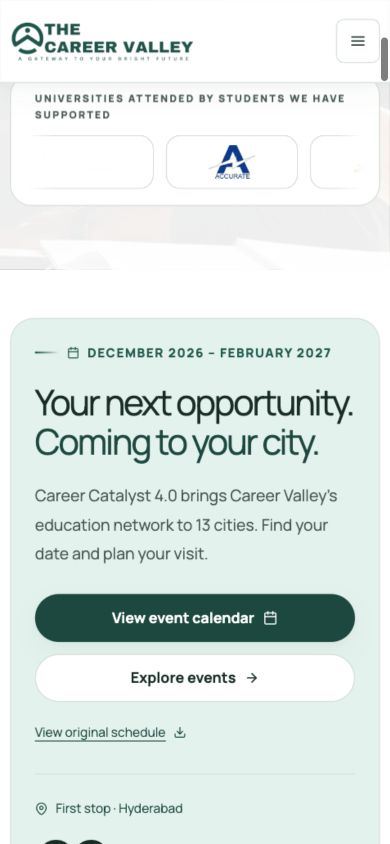 THE
CAREER VALLEY
A GATEWAY TO YOUR BRIGHT FUTURE
UNIVERSITIES ATTENDED BY STUDENTS WE HAVE
SUPPORTED
ACCURATE
DECEMBER 2026 – FEBRUARY 2027
Your next opportunity.
Coming to your city.
Career Catalyst 4.0 brings Career Valley's
education network to 13 cities. Find your
date and plan your visit.
View event calendar
Explore events →
View original schedule
First stop · Hyderabad